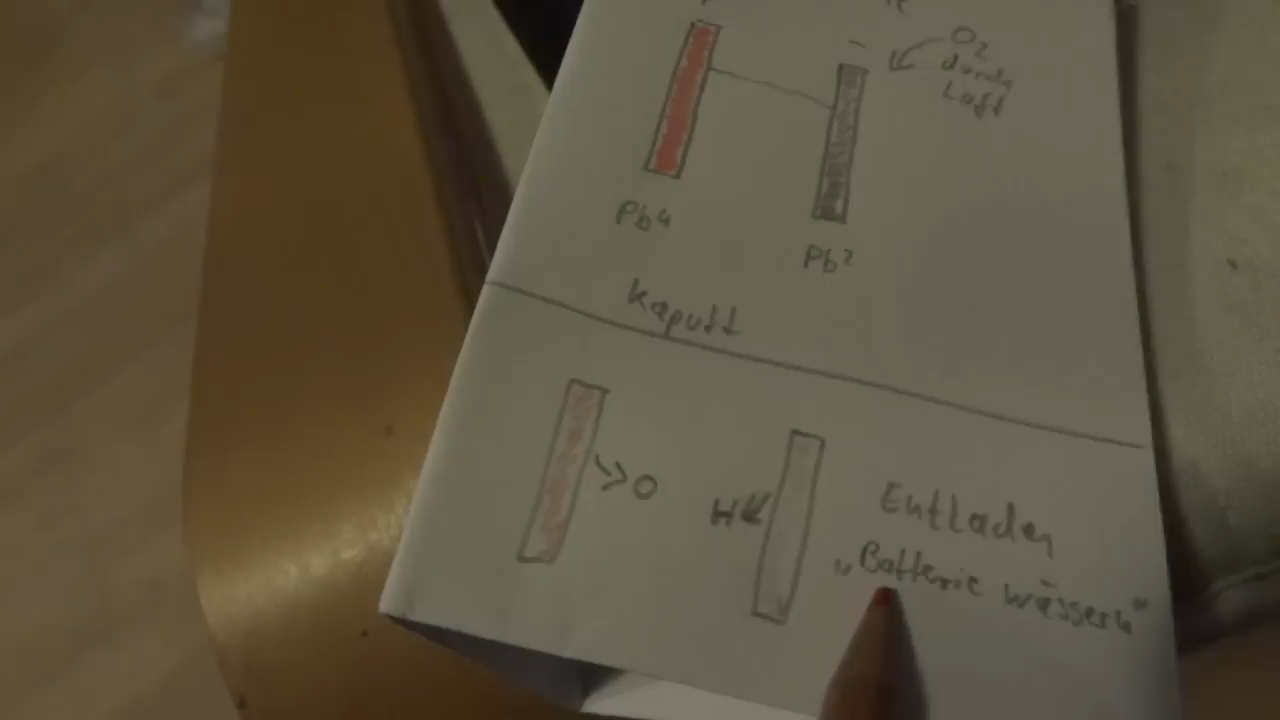 O2
durch
Luft
Pb4
Pb2
Kaputt
O
H
Entladen
„Batterie wässern"